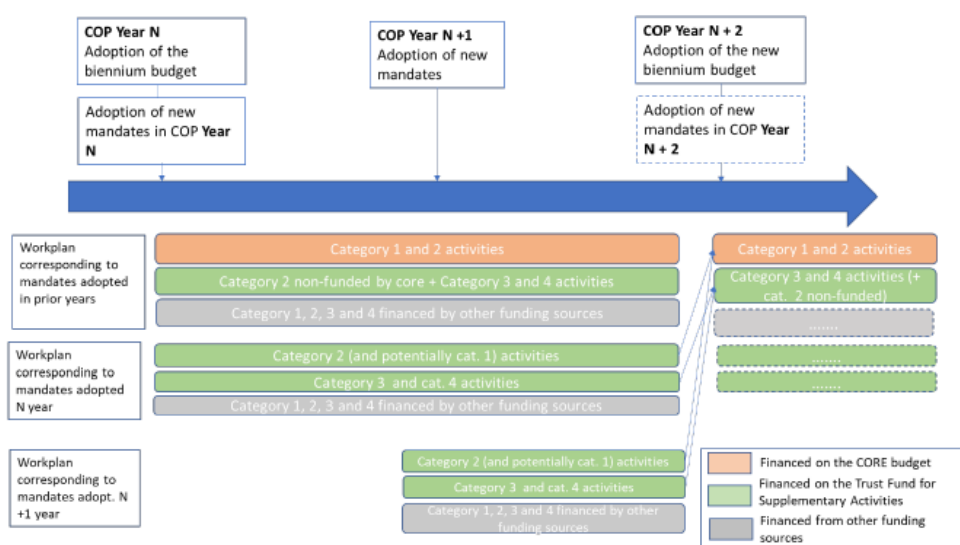 COP Year N
Adoption of the
biennium budget
Adoption of new
mandates in COP Year
N
COP Year N +1
Adoption of new
mandates
COP Year N + 2
Adoption of the new
biennium budget
Adoption of new
mandates in COP Year
N + 2
Workplan
corresponding to
mandates adopted
in prior years
Category 1 and 2 activities
Category 2 non-funded by core + Category 3 and 4 activities
Category 1, 2, 3 and 4 financed by other funding sources
Category 1 and 2 activities
Category 3 and 4 activities (+
cat. 2 non-funded)
.......
Workplan
corresponding to
mandates adopted
N year
Category 2 (and potentially cat. 1) activities
Category 3 and cat. 4 activities
Category 1, 2, 3 and 4 financed by other funding sources
.......
.......
Workplan
corresponding to
mandates adopt. N
+1 year
Category 2 (and potentially cat. 1) activities
Category 3 and cat. 4 activities
Category 1, 2, 3 and 4 financed by other
funding sources
Financed on the CORE budget
Financed on the Trust Fund for
Supplementary Activities
Financed from other funding
sources